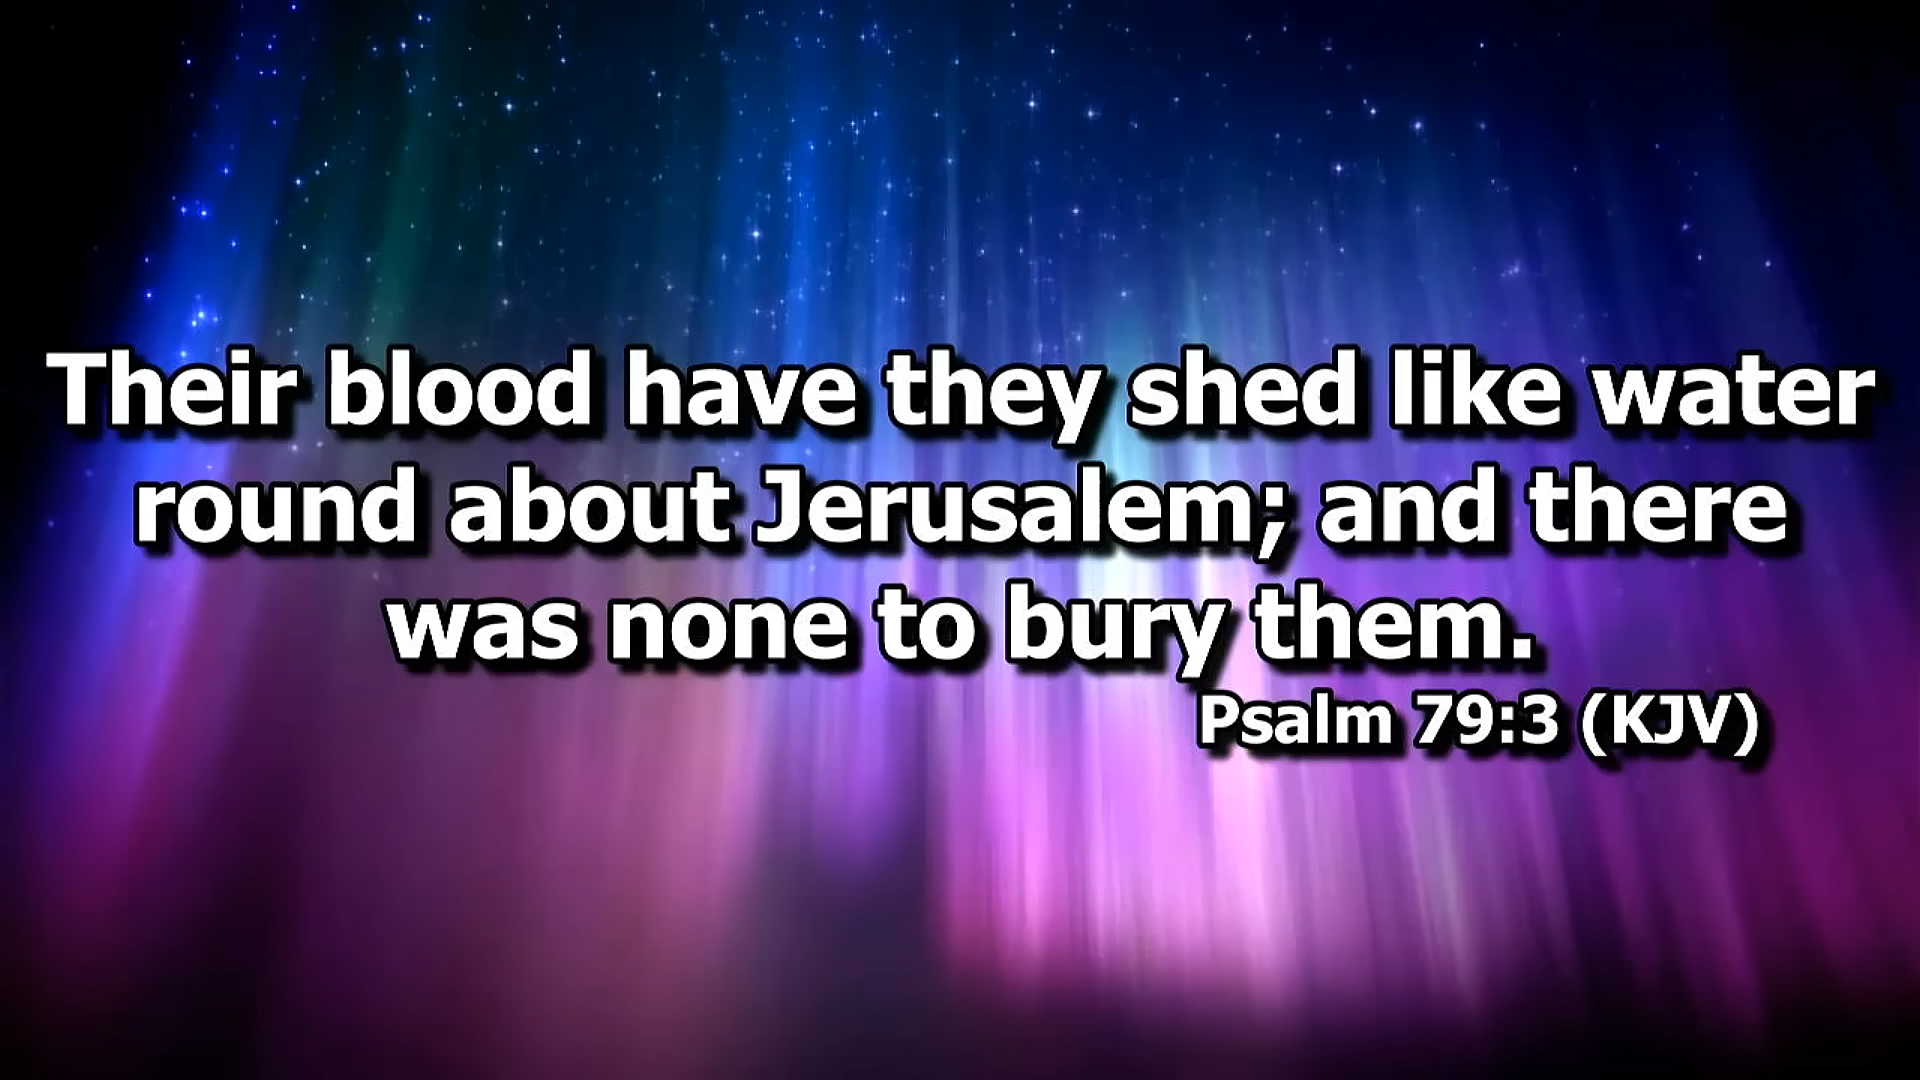 Their blood have they shed like water
round about Jerusalem; and there
was none to bury them.
Psalm 79:3 (KJV)